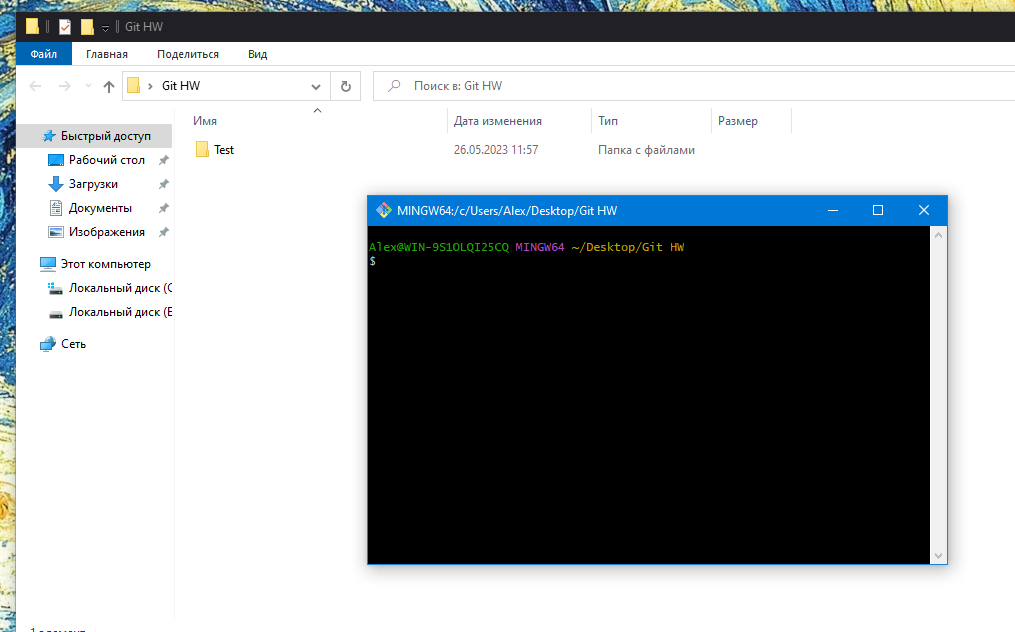 Git HW
Файл Главная Поделиться Вид
Git HW Поиск в: Git HW
Имя Дата изменения Тип Размер
Test 26.05.2023 11:57 Папка с файлами
Быстрый доступ
Рабочий стол
Загрузки
Документы
Изображения
Этот компьютер
Локальный диск (C
Локальный диск (E
Сеть
MINGW64:/c/Users/Alex/Desktop/Git HW
Alex@WIN-9S1OLQI25CQ MINGW64 ~/Desktop/Git HW
$